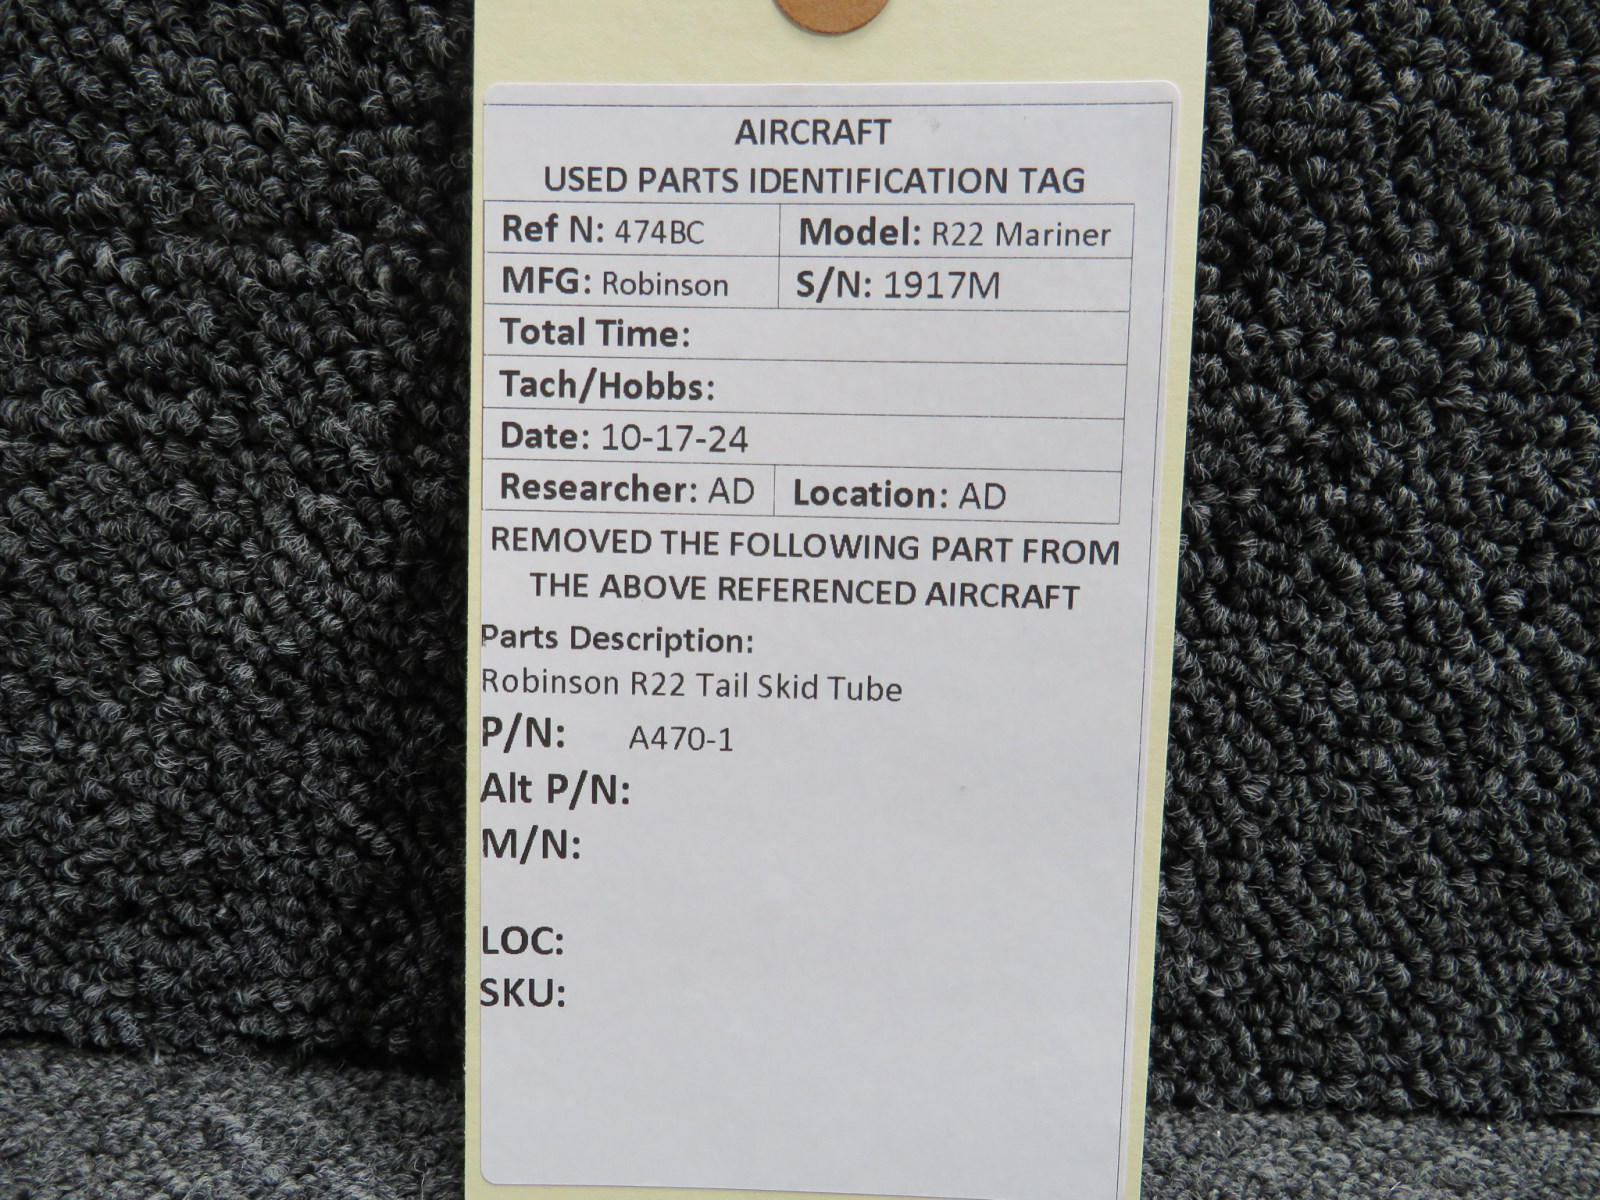 AIRCRAFT
USED PARTS IDENTIFICATION TAG
Ref N: 474BC Model: R22 Mariner
MFG: Robinson S/N: 1917M
Total Time:
Tach/Hobbs:
Date: 10-17-24
Researcher: AD Location: AD
REMOVED THE FOLLOWING PART FROM
THE ABOVE REFERENCED AIRCRAFT
Parts Description:
Robinson R22 Tail Skid Tube
P/N: A470-1
Alt P/N:
M/N:
LOC:
SKU: